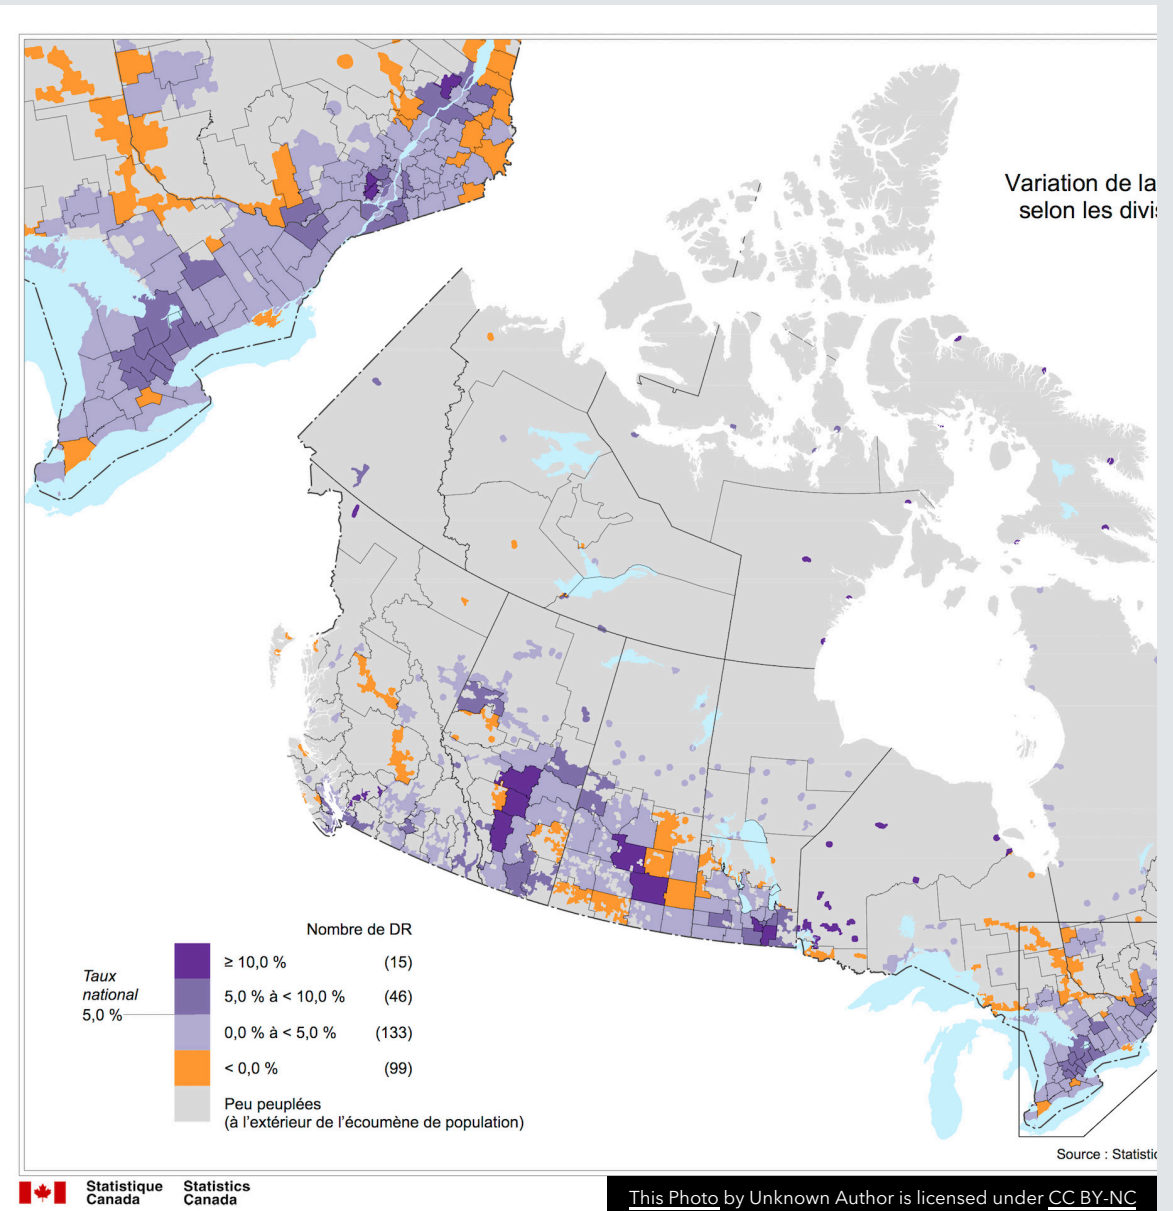 Variation de la
selon les divis
Nombre de DR
≥ 10,0 % (15)
Taux
national
5,0 %
5,0 % à < 10,0 % (46)
0,0 % à < 5,0 % (133)
< 0,0 % (99)
Peu peuplées
(à l'extérieur de l'écoumène de population)
Source : Statistic
Statistique
Canada
Statistics
Canada
This Photo by Unknown Author is licensed under CC BY-NC